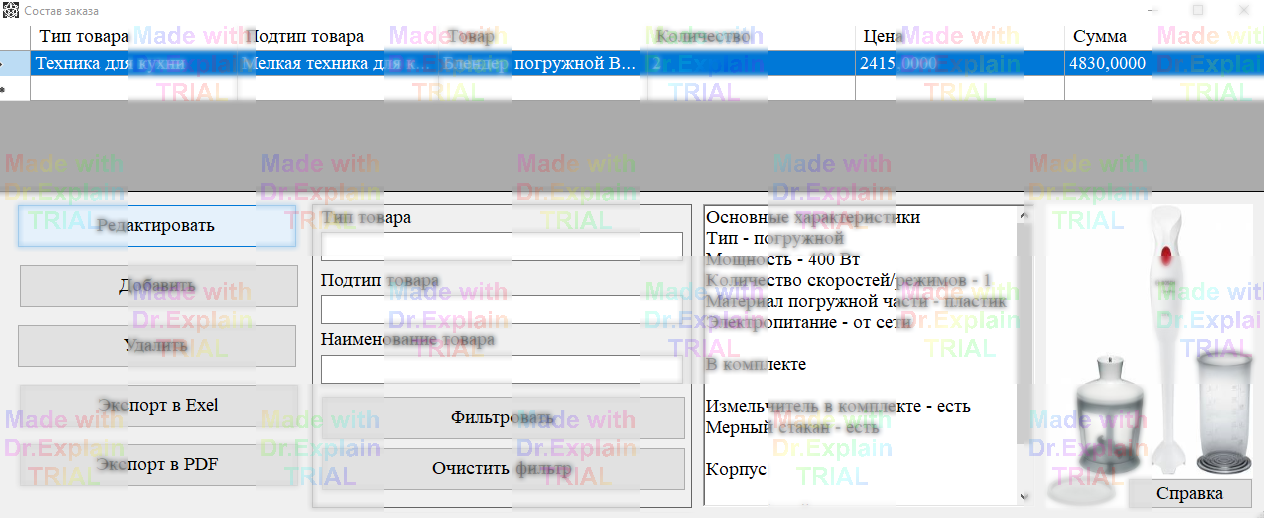 Состав заказа
Тип товара Подтип товара Товар Количество Цена Сумма
Техника для кухни Мелкая техника для к... Блендер погружной B... 2 2415,0000 4830,0000
Редактировать
Добавить
Удалить
Экспорт в Exel
Экспорт в PDF
Тип товара
Подтип товара
Наименование товара
Фильтровать
Очистить фильтр
Основные характеристики
Тип - погружной
Мощность - 400 Вт
Количество скоростей/режимов - 1
Материал погружной части - пластик
Электропитание - от сети
В комплекте
Измельчитель в комплекте - есть
Мерный стакан - есть
Корпус
Справка
Made with
Dr.Explain
TRIAL